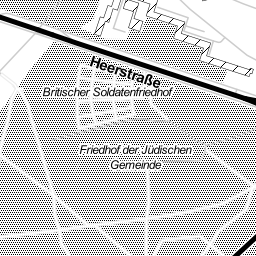 Heerstraße
Britischer Soldatenfriedhof
Friedhof der Jüdischen
Gemeinde